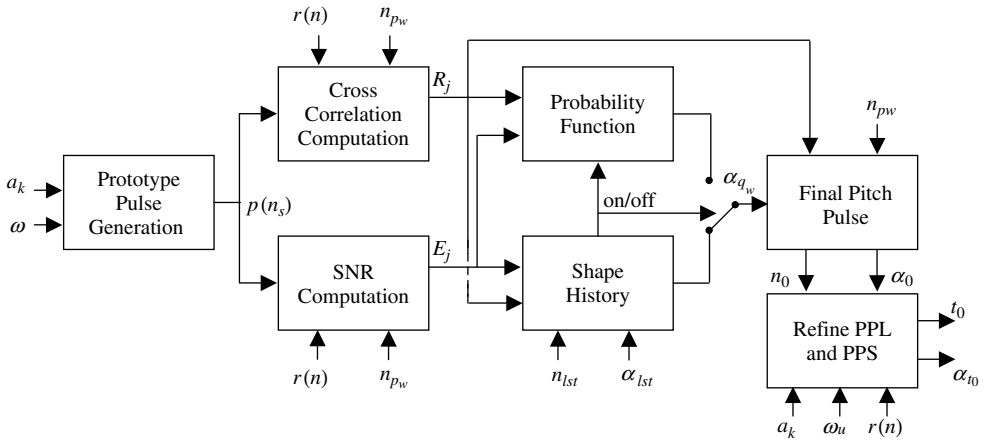 r(n)
n_{p_w}
Cross
Correlation
Computation
R_j
Probability
Function
n_{pw}
a_k
ω
Prototype
Pulse
Generation
p(n_s)
α_{q_w}
Final Pitch
Pulse
on/off
SNR
Computation
E_j
Shape
History
n_0
α_0
r(n)
n_{p_w}
n_{lst}
α_{lst}
Refine PPL
and PPS
t_0
α_{t_0}
a_k
ω_u
r(n)